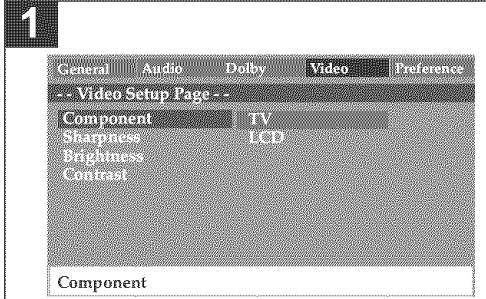 1
General Audio Dolby Video Preference
- - Video Setup Page - -
Component TV
Sharpness LCD
Brightness
Contrast
Component